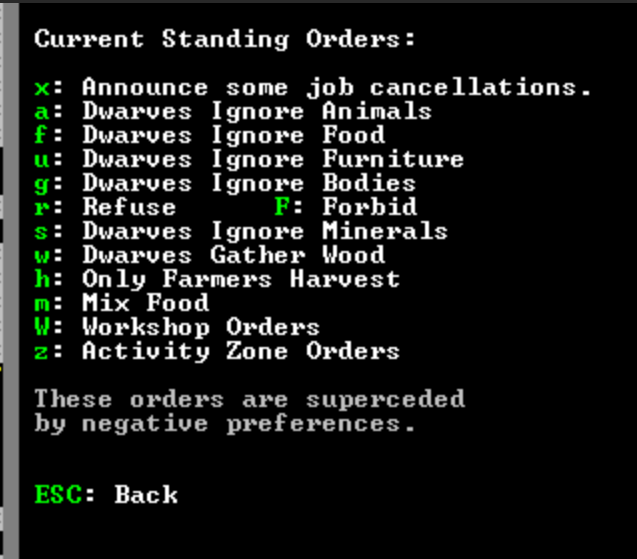 Current Standing Orders:
x: Announce some job cancellations.
a: Dwarves Ignore Animals
f: Dwarves Ignore Food
u: Dwarves Ignore Furniture
g: Dwarves Ignore Bodies
r: Refuse F: Forbid
s: Dwarves Ignore Minerals
w: Dwarves Gather Wood
h: Only Farmers Harvest
m: Mix Food
W: Workshop Orders
z: Activity Zone Orders
These orders are superceded
by negative preferences.
ESC: Back